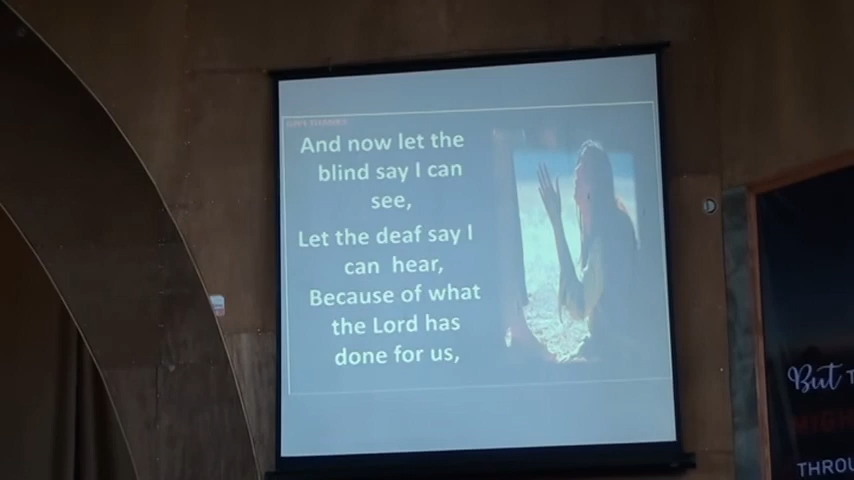 And now let the
blind say I can
see,
Let the deaf say I
can hear,
Because of what
the Lord has
done for us,
But
THROU